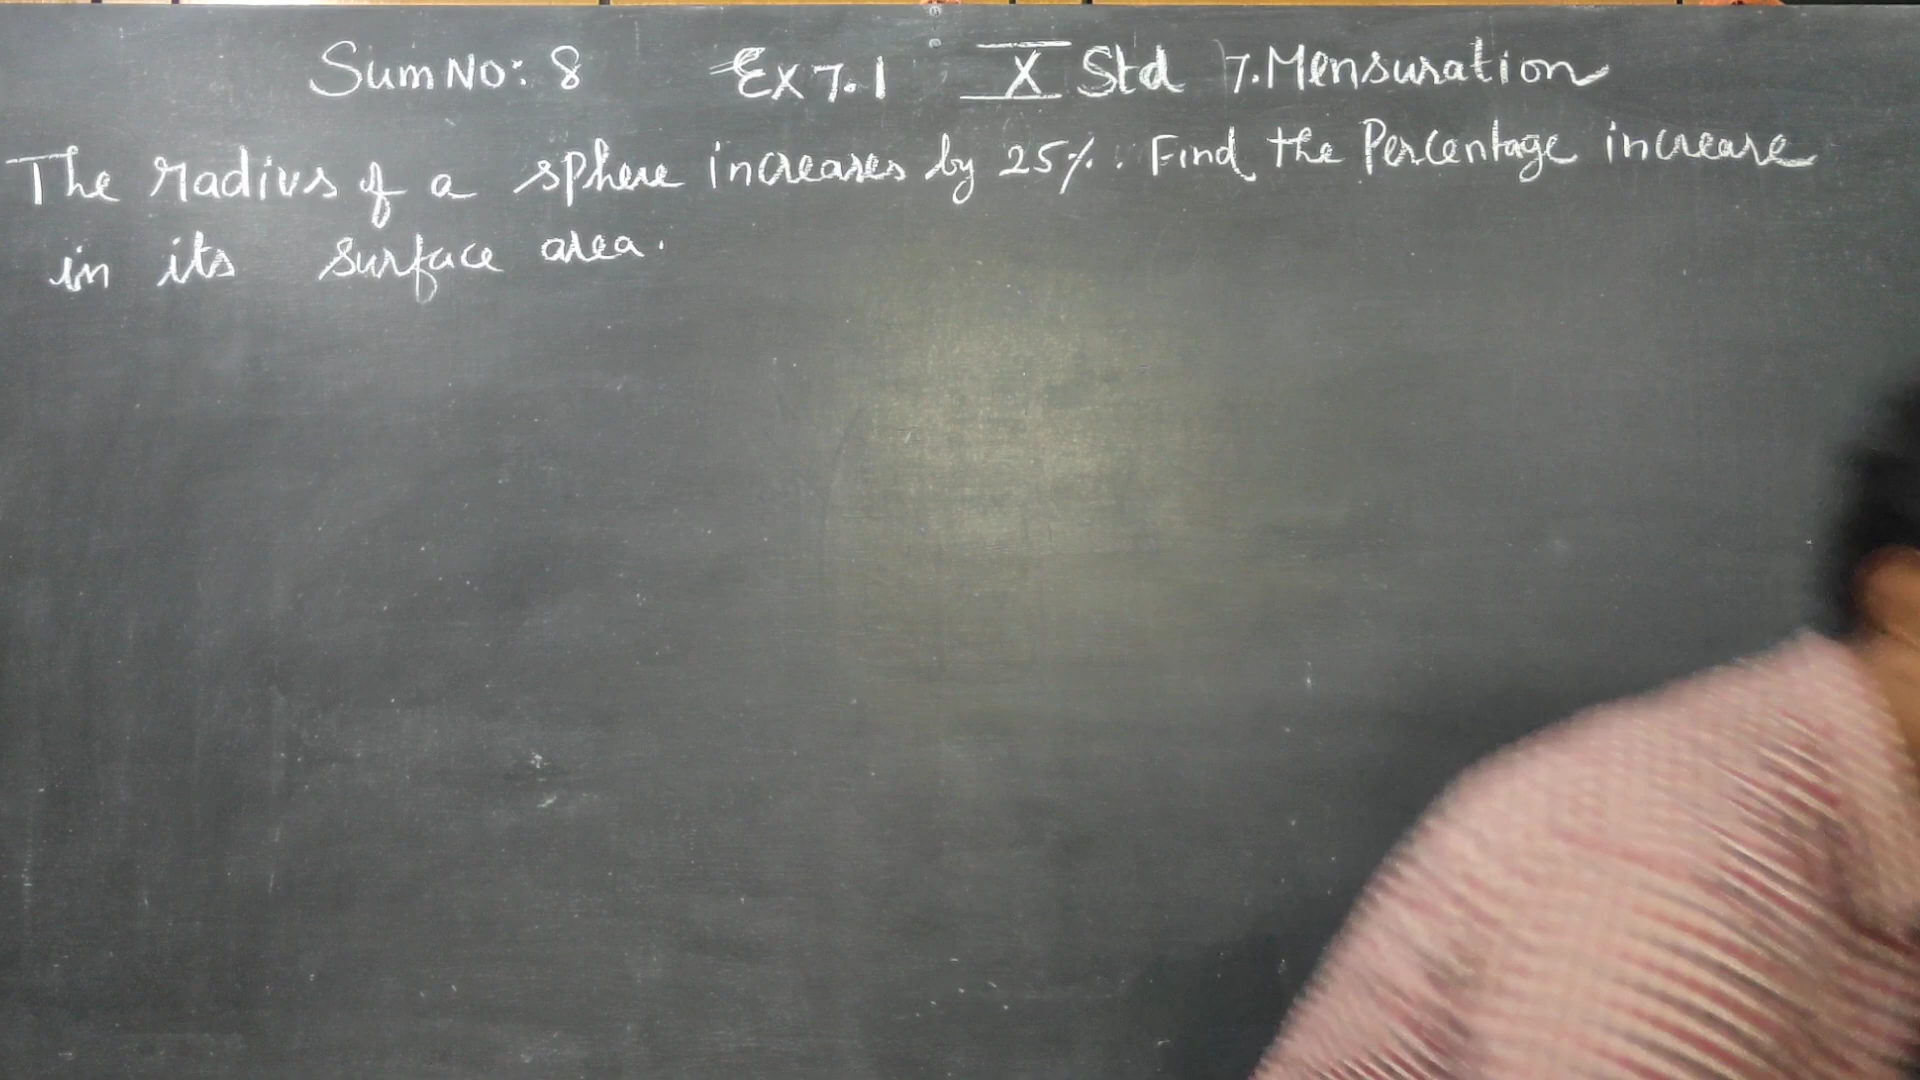 Sum No: 8 Ex 7.1 X Std 7. Mensuration
The radius of a sphere increases by 25%. Find the Percentage increase
in its surface area.